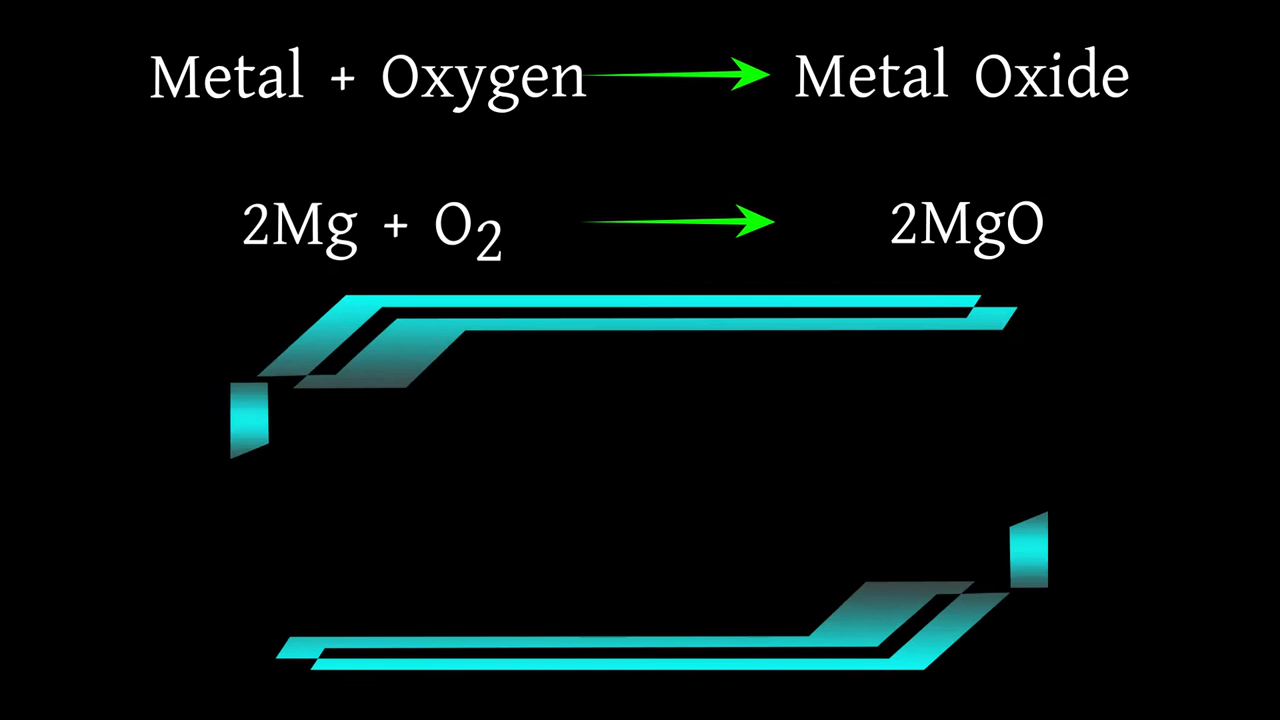 Metal + Oxygen → Metal Oxide
2Mg + O₂ → 2MgO